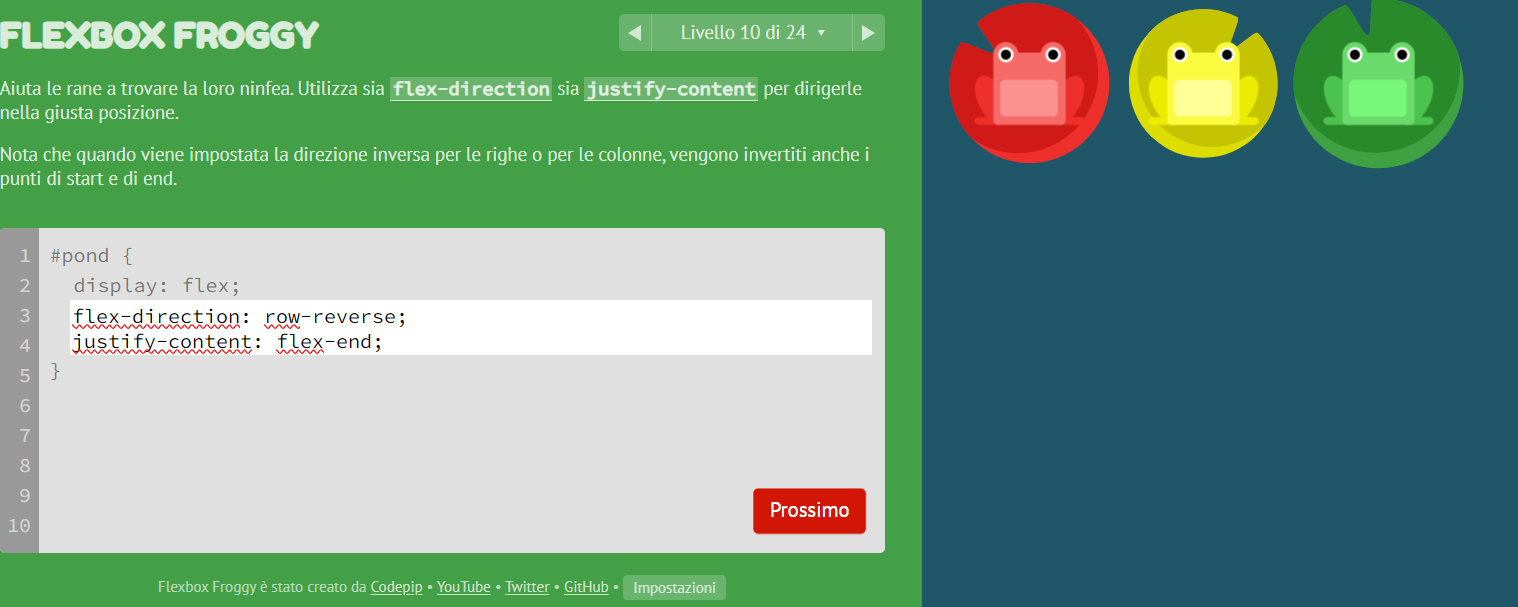 FLEXBOX FROGGY
Livello 10 di 24
Aiuta le rane a trovare la loro ninfea. Utilizza sia flex-direction sia justify-content per dirigerle
nella giusta posizione.
Nota che quando viene impostata la direzione inversa per le righe o per le colonne, vengono invertiti anche i
punti di start e di end.
1 #pond {
2 display: flex;
3 flex-direction: row-reverse;
4 justify-content: flex-end;
5 }
6
7
8
9
10
Prossimo
Flexbox Froggy è stato creato da Codepip • YouTube • Twitter • GitHub • Impostazioni